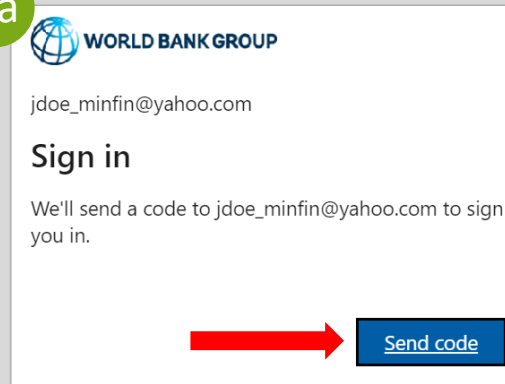 a
WORLD BANK GROUP
jdoe_minfin@yahoo.com
Sign in
We'll send a code to jdoe_minfin@yahoo.com to sign
you in.
Send code